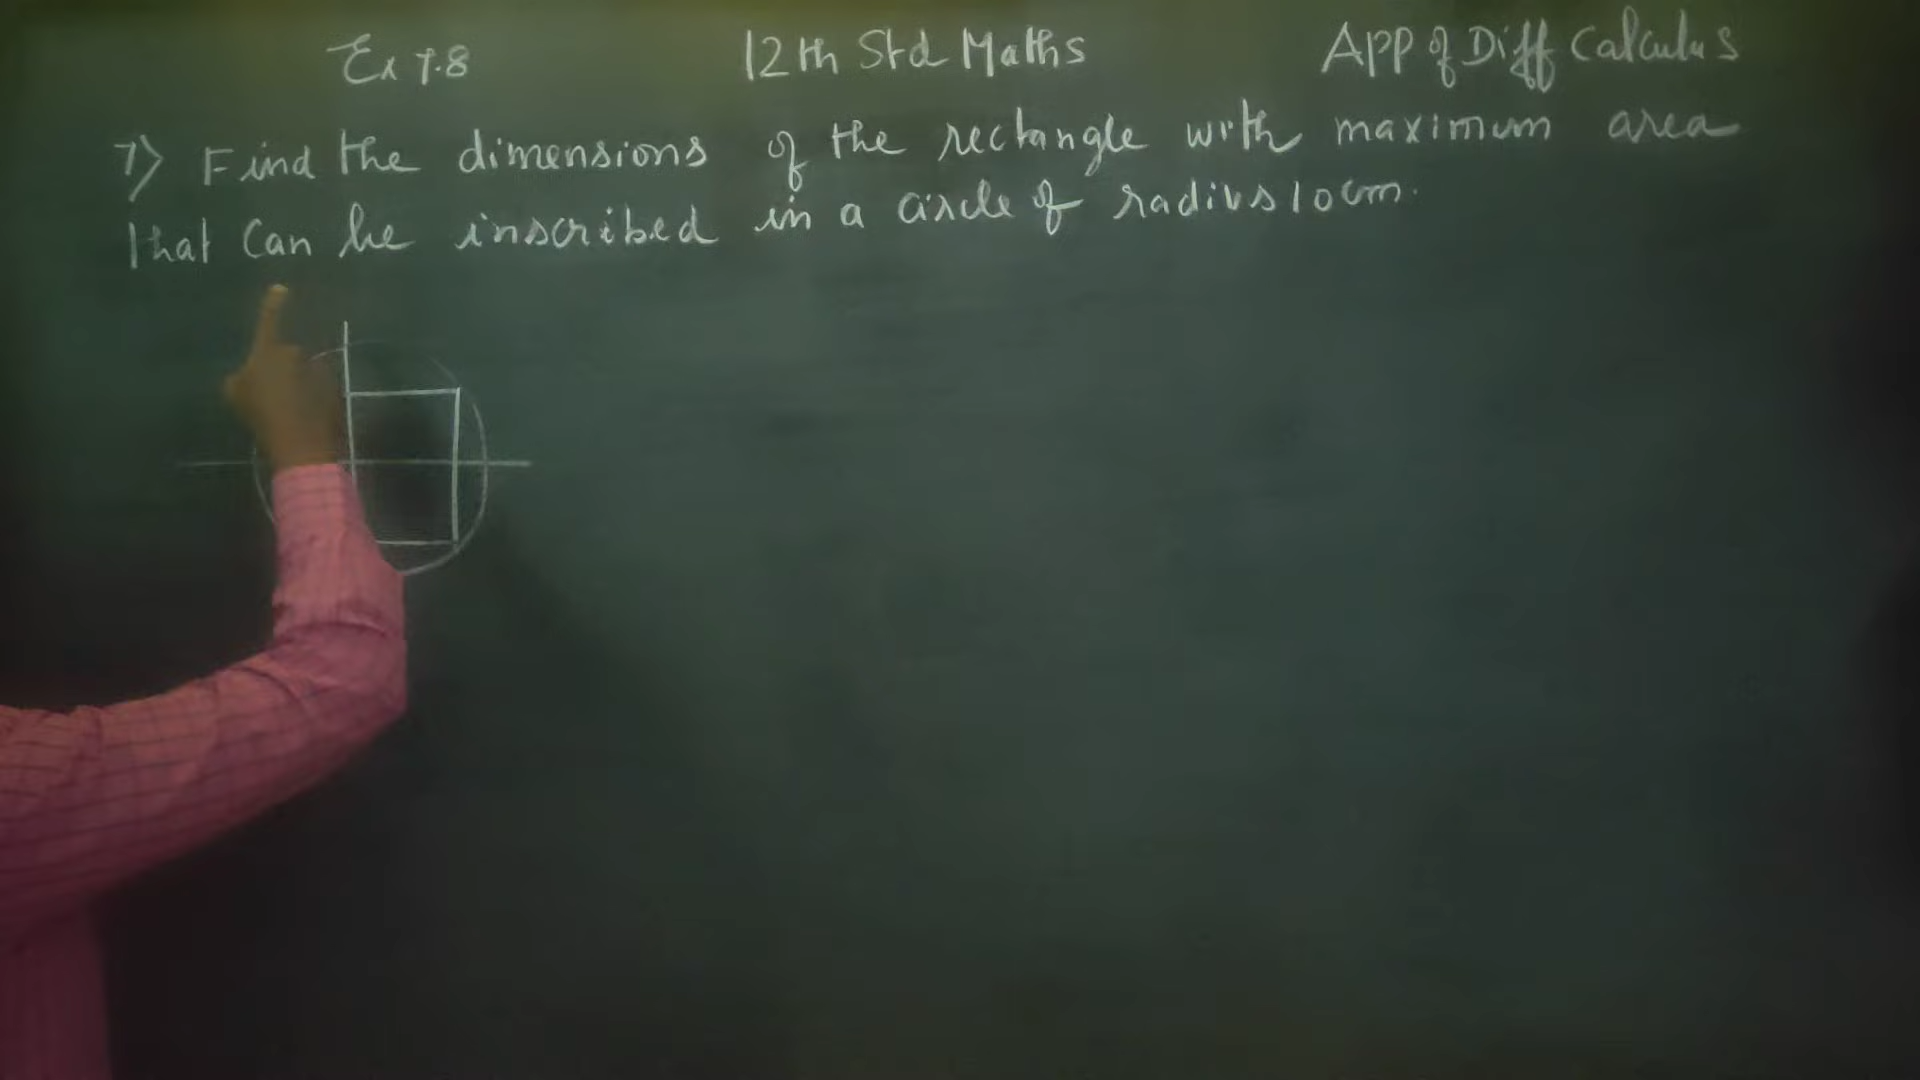 Ex 7.8 12th Std Maths APP of Diff Calculus
7) Find the dimensions of the rectangle with maximum area
that can be inscribed in a circle of radius 10cm.